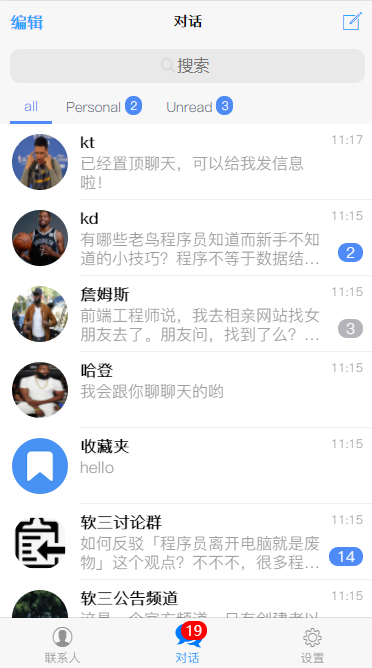 编辑
对话
搜索
all
Personal 2
Unread 3
kt
11:17
已经置顶聊天，可以给我发信息
啦！
kd
11:15
有哪些老鸟程序员知道而新手不知
道的小技巧？程序不等于数据结...
2
詹姆斯
11:15
前端工程师说，我去相亲网站找女
朋友去了。朋友问，找到了么？...
3
哈登
11:15
我会跟你聊聊天的哟
收藏夹
11:15
hello
软三讨论群
11:15
如何反驳「程序员离开电脑就是废
物」这个观点？不不不，很多程...
14
软三公告频道
11:15
19
联系人
对话
设置